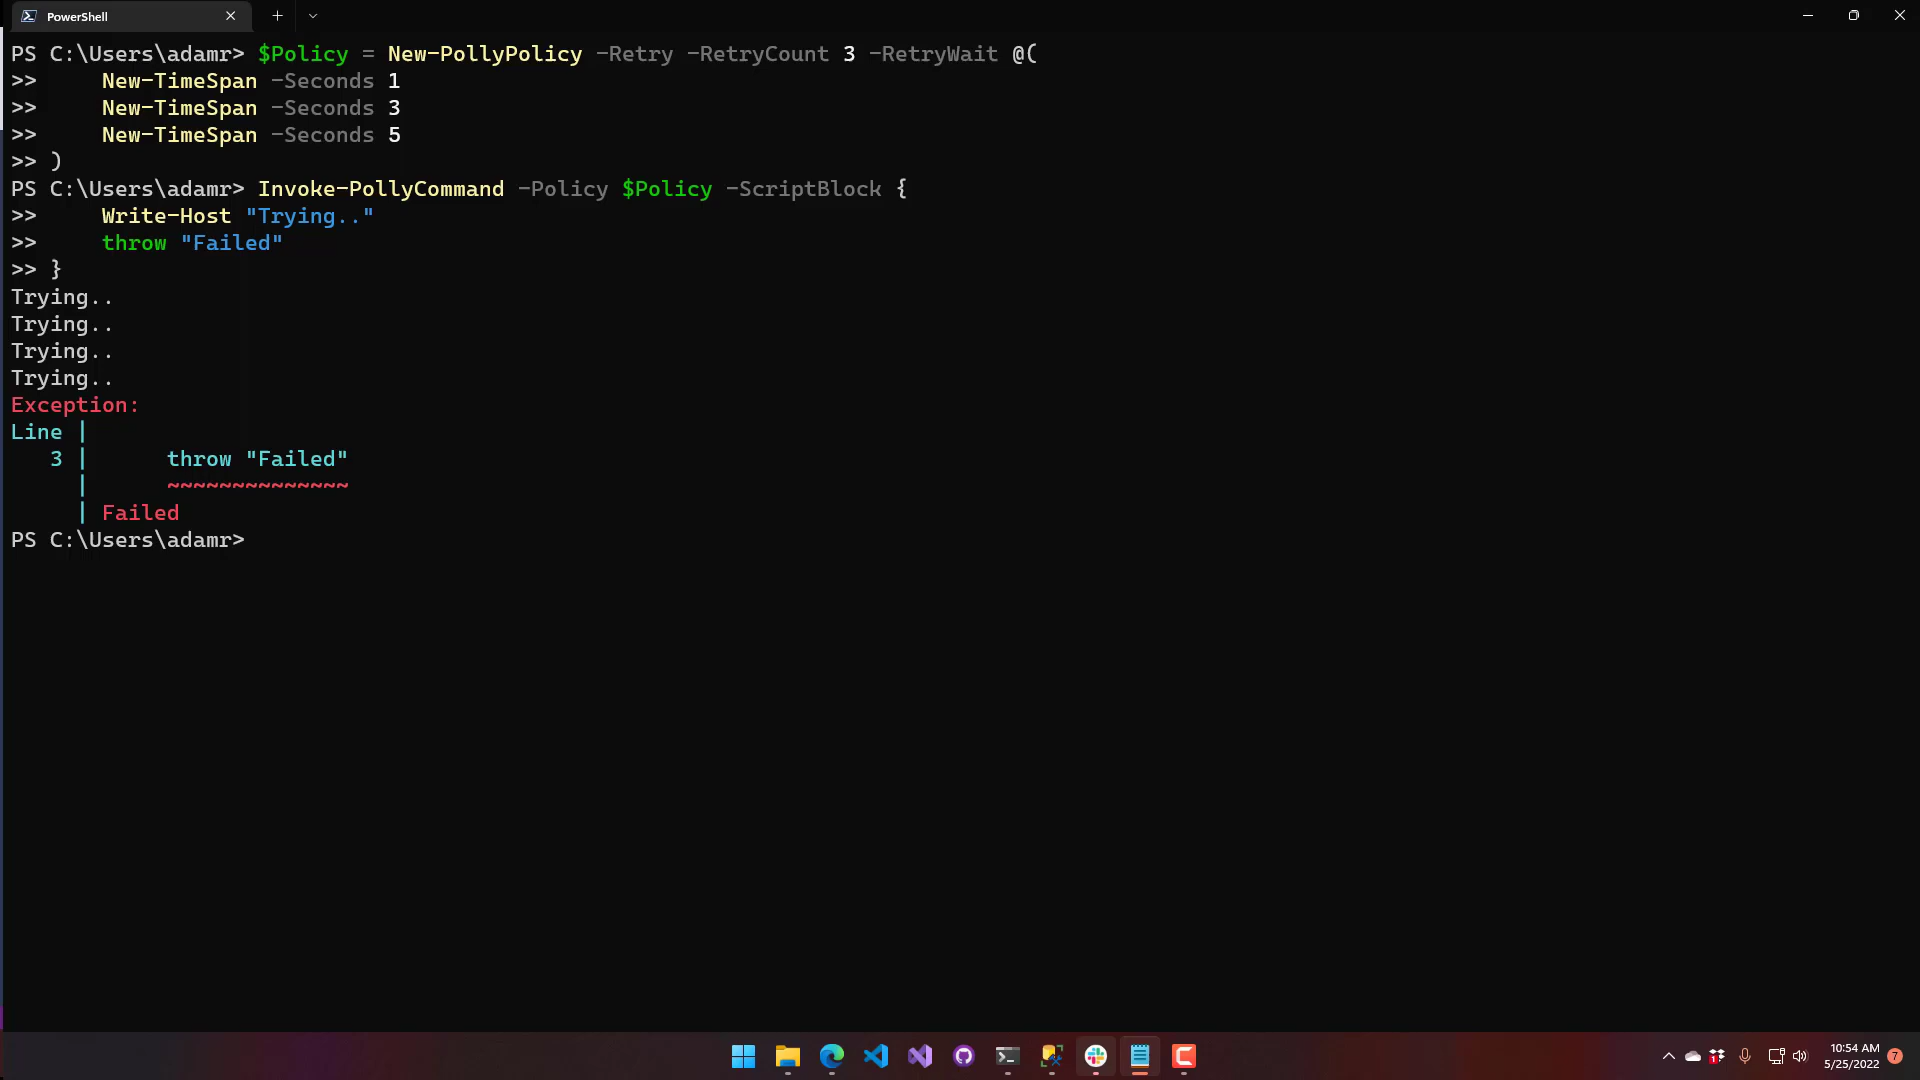 PowerShell
PS C:\Users\adamr> $Policy = New-PollyPolicy -Retry -RetryCount 3 -RetryWait @(
>>     New-TimeSpan -Seconds 1
>>     New-TimeSpan -Seconds 3
>>     New-TimeSpan -Seconds 5
>> )
PS C:\Users\adamr> Invoke-PollyCommand -Policy $Policy -ScriptBlock {
>>     Write-Host "Trying.."
>>     throw "Failed"
>> }
Trying..
Trying..
Trying..
Trying..
Exception:
Line |
   3 |      throw "Failed"
     |      ~~~~~~~~~~~~~~
     | Failed
PS C:\Users\adamr>
10:54 AM
5/25/2022
7
1